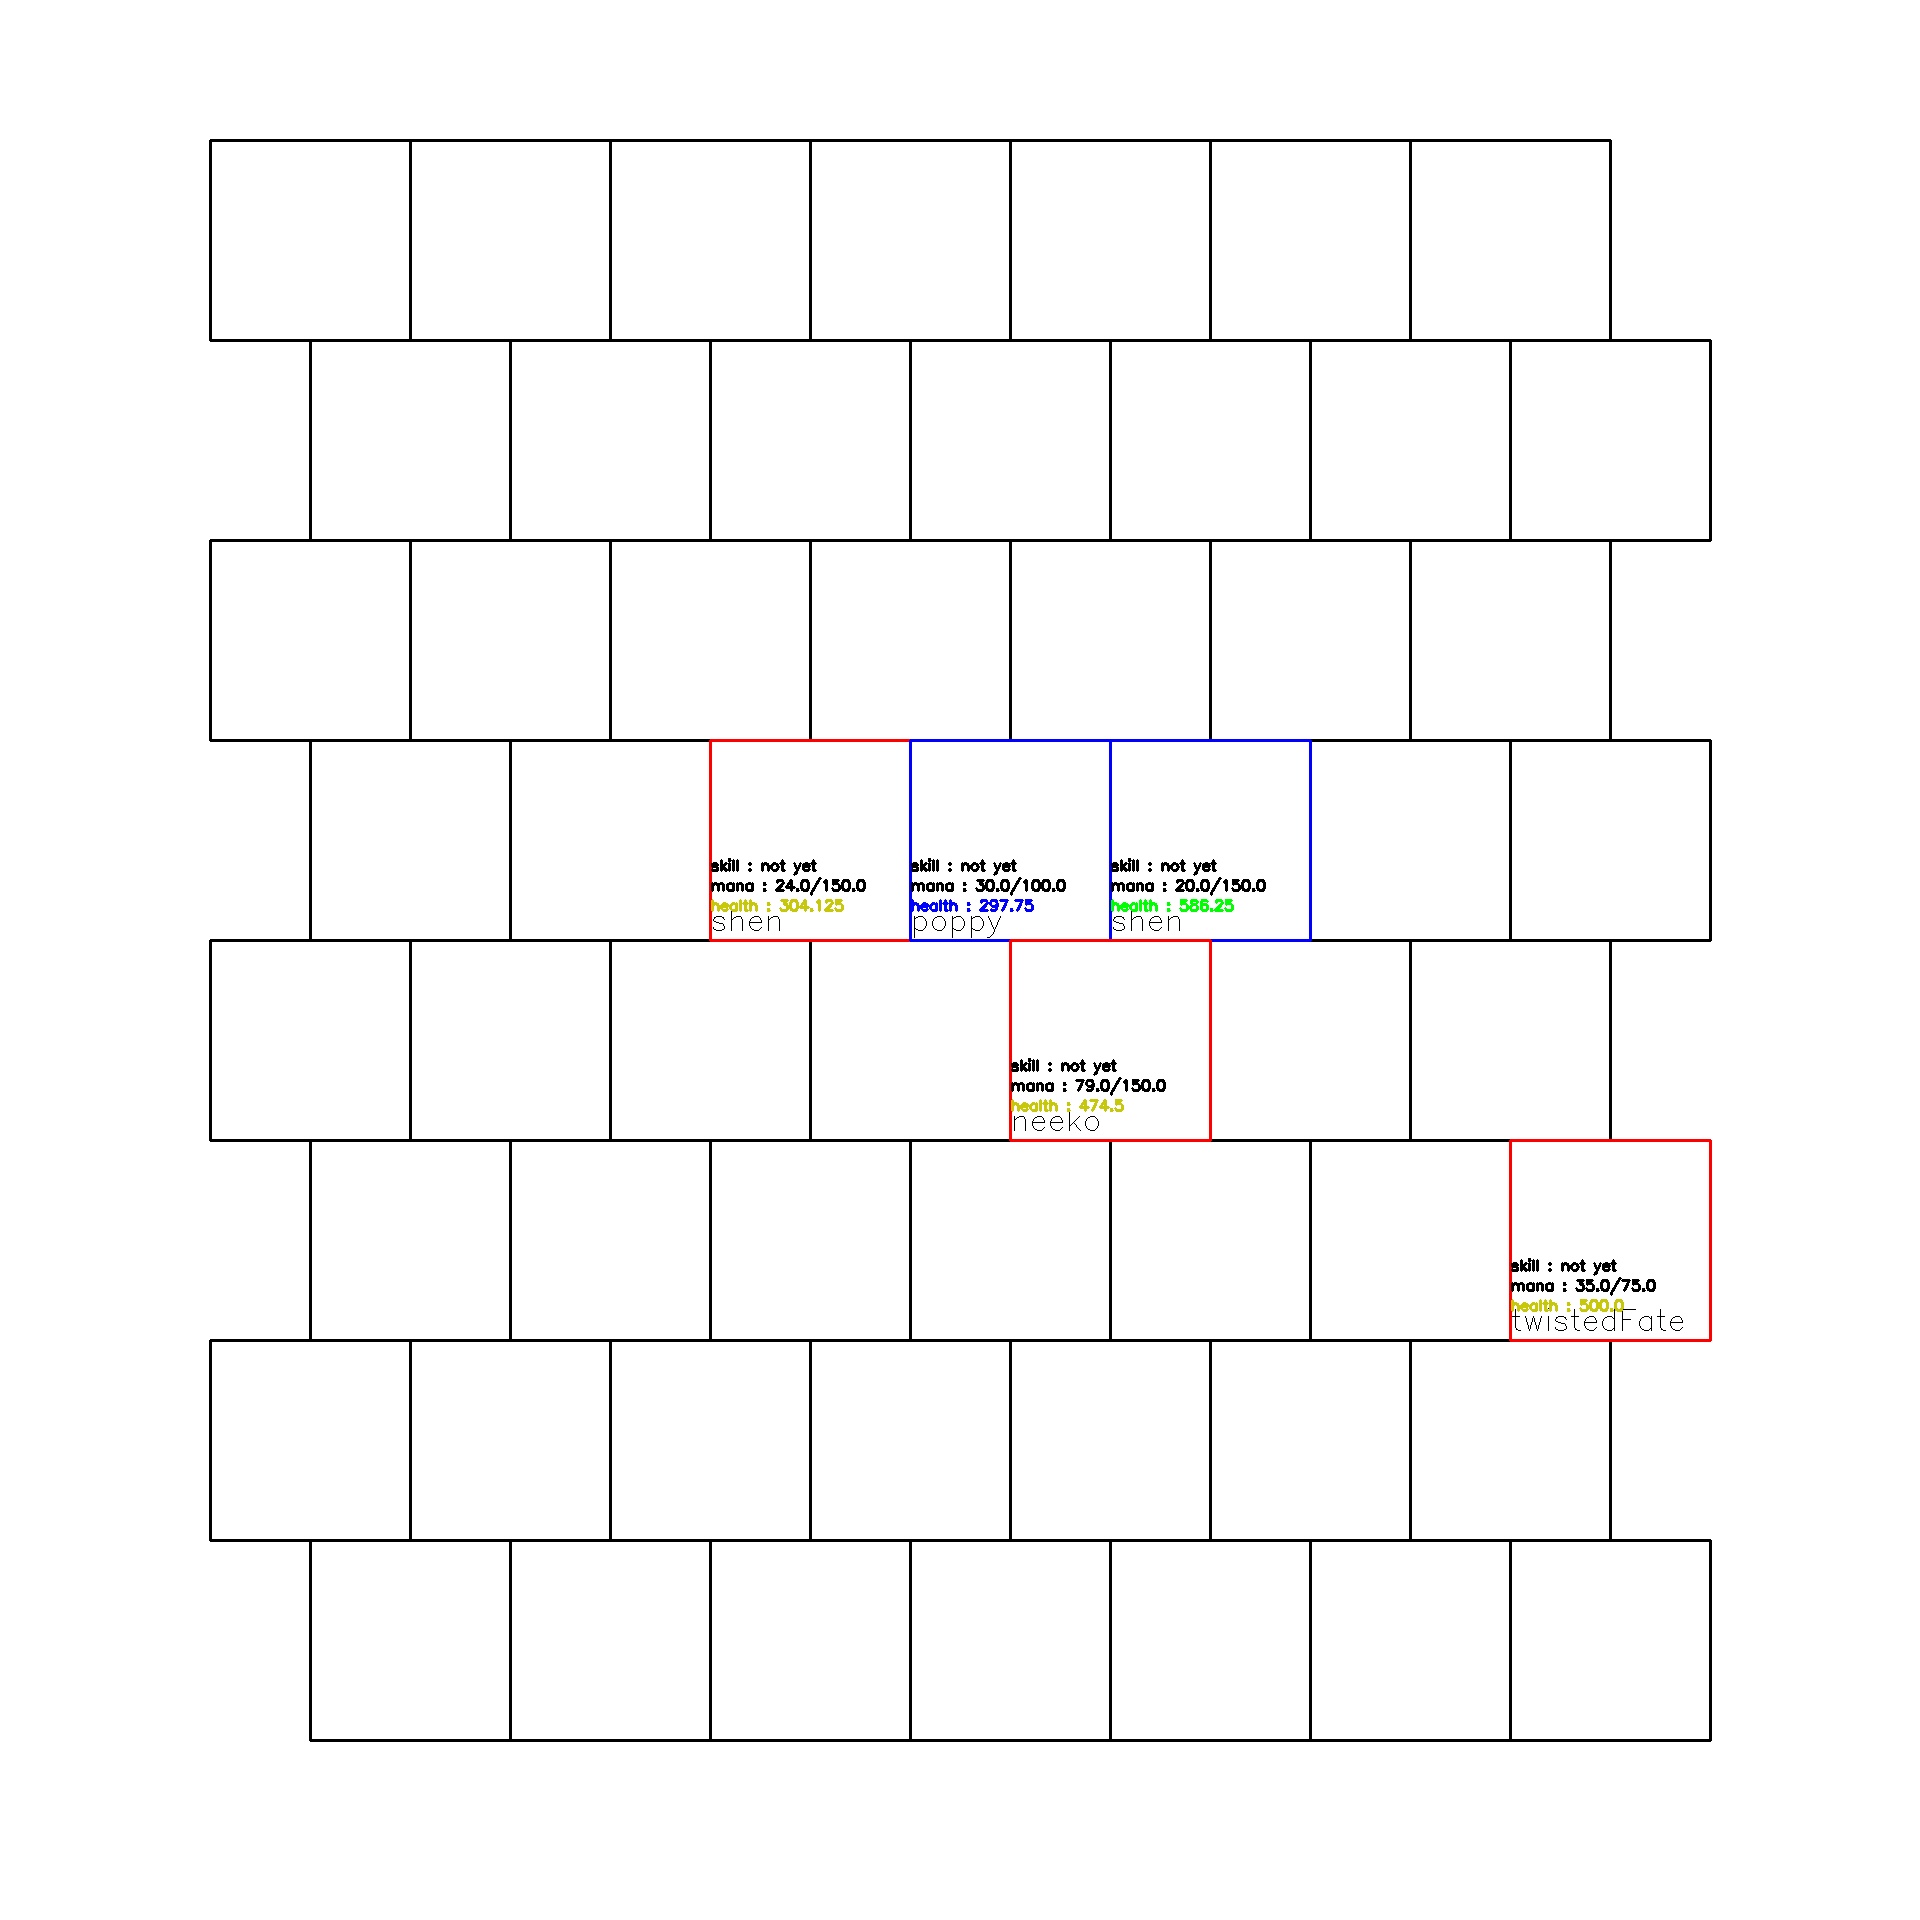 skill : not yet
mana : 24.0/150.0
health : 304.125
shen
skill : not yet
mana : 30.0/100.0
health : 297.75
poppy
skill : not yet
mana : 20.0/150.0
health : 586.25
shen
skill : not yet
mana : 79.0/150.0
health : 474.5
neeko
skill : not yet
mana : 35.0/75.0
health : 500.0
twistedFate